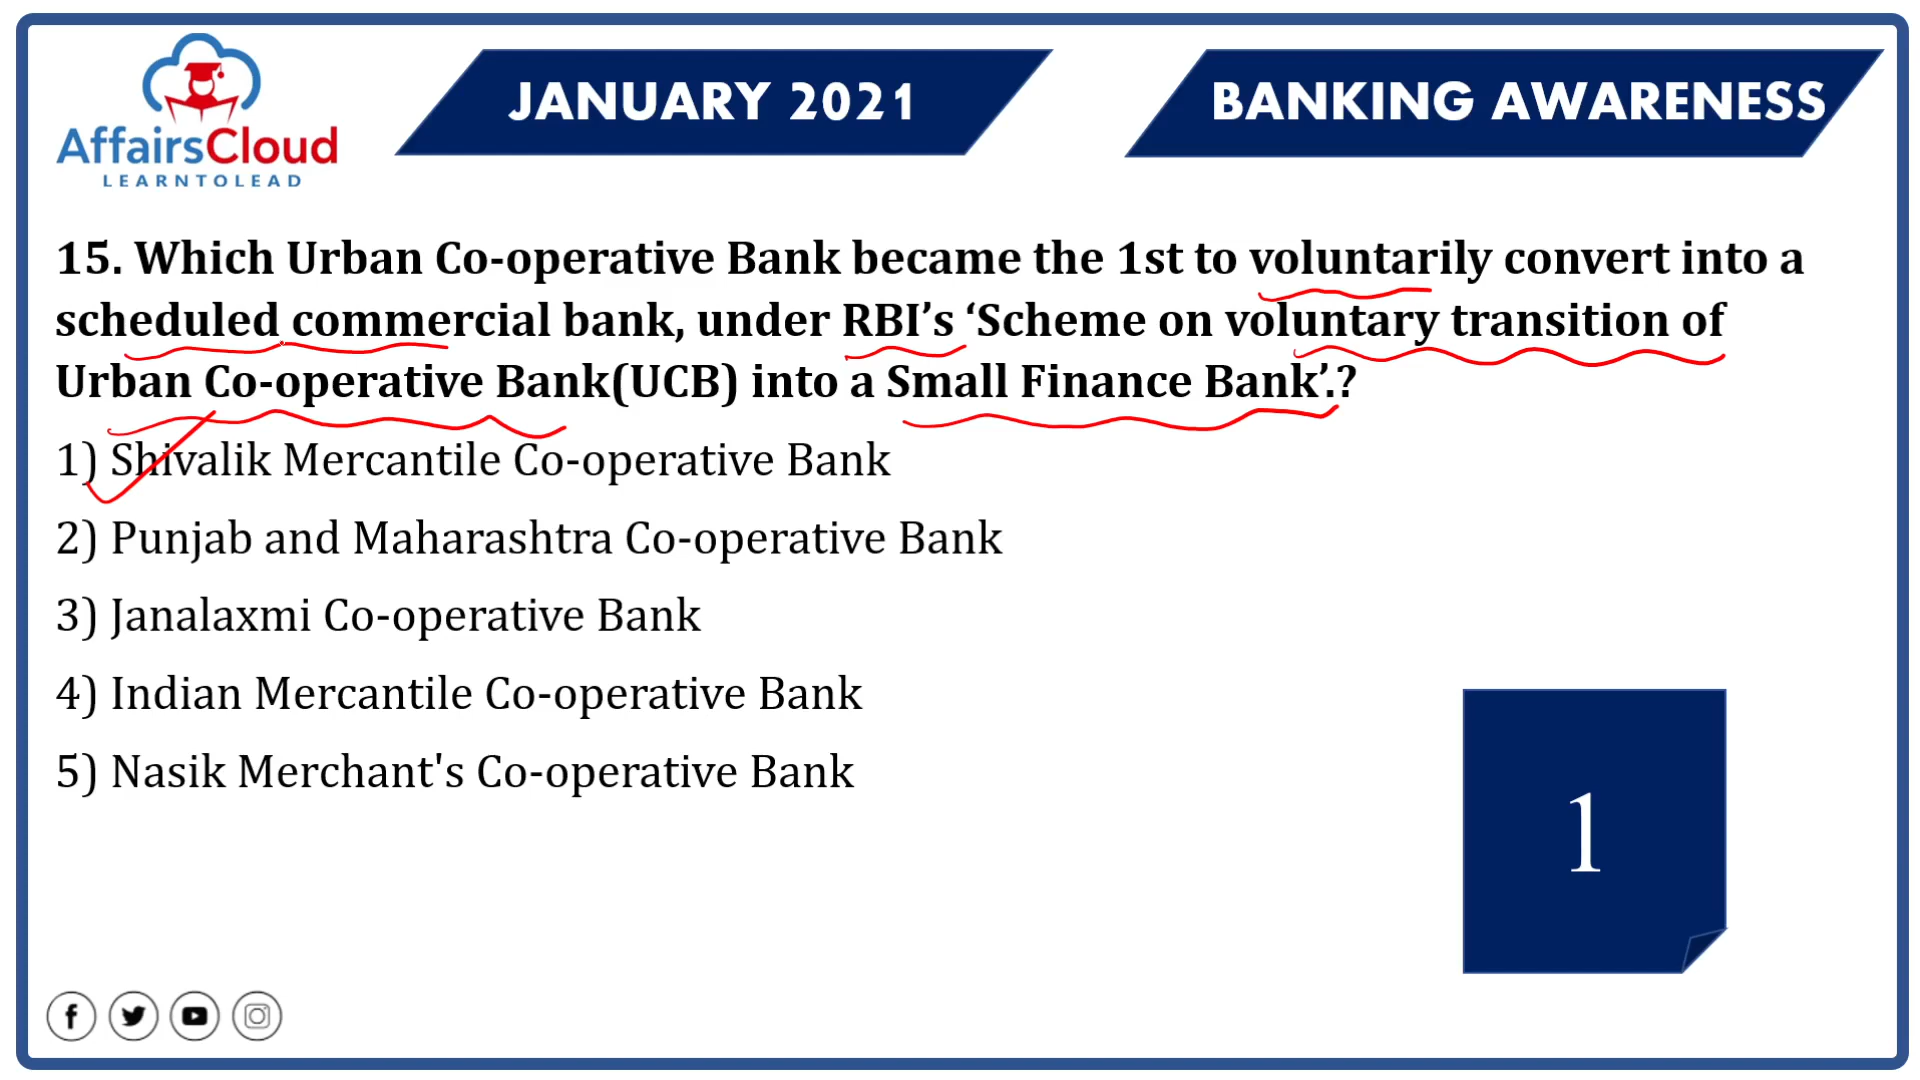 AffairsCloud
LEARNTOLEAD
JANUARY 2021
BANKING AWARENESS
15. Which Urban Co-operative Bank became the 1st to voluntarily convert into a
scheduled commercial bank, under RBI’s ‘Scheme on voluntary transition of
Urban Co-operative Bank(UCB) into a Small Finance Bank’.?
1) Shivalik Mercantile Co-operative Bank
2) Punjab and Maharashtra Co-operative Bank
3) Janalaxmi Co-operative Bank
4) Indian Mercantile Co-operative Bank
5) Nasik Merchant's Co-operative Bank
1